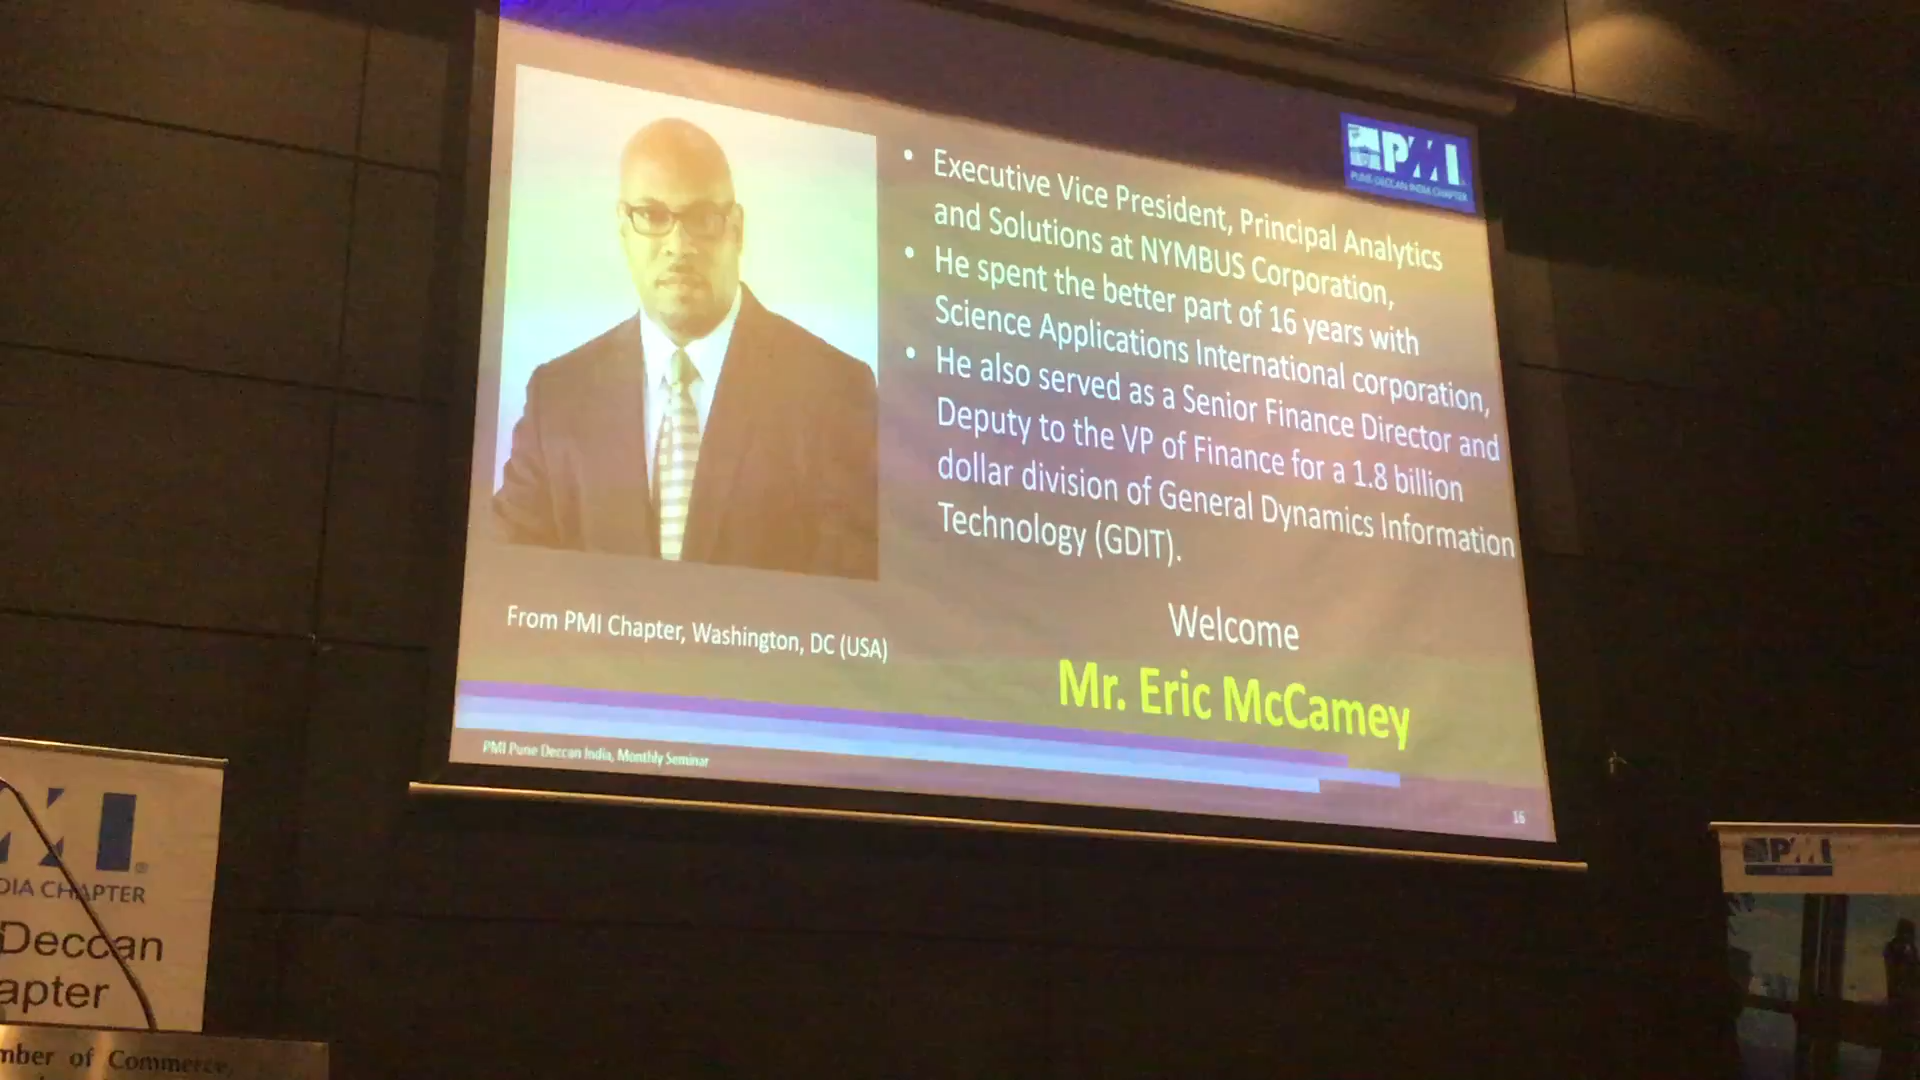 PMI
PUNE DECCAN INDIA CHAPTER
• Executive Vice President, Principal Analytics
and Solutions at NYMBUS Corporation,
• He spent the better part of 16 years with
Science Applications International corporation,
• He also served as a Senior Finance Director and
Deputy to the VP of Finance for a 1.8 billion
dollar division of General Dynamics Information
Technology (GDIT).
From PMI Chapter, Washington, DC (USA)
Welcome
Mr. Eric McCamey
PMI Pune Deccan India, Monthly Seminar
16
MI®
DIA CHAPTER
Deccan
apter
mber of Commerce,
PMI